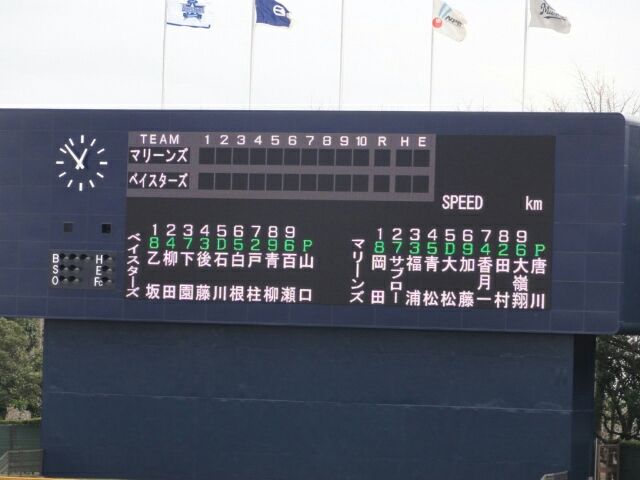 TEAM 1 2 3 4 5 6 7 8 9 10 R H E
マリーンズ
ベイスターズ
SPEED km
B H
S E
O Fc
ベイスターズ
1 2 3 4 5 6 7 8 9
8 4 7 3 D 5 2 9 6 P
乙坂
柳田
下園
後藤
石川
白根
戸柱
青柳
百瀬
山口
マリーンズ
1 2 3 4 5 6 7 8 9
8 7 3 5 D 9 4 2 6 P
岡田
サブロー
福浦
青松
大松
加藤
香月一
田村
大嶺翔
唐川